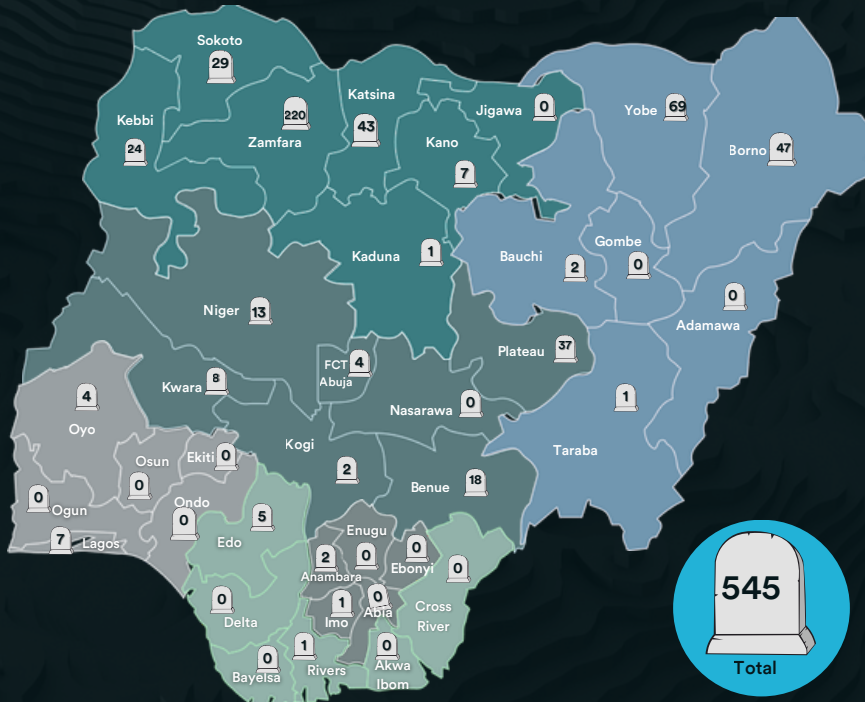 Sokoto
29
Kebbi
24
Zamfara
220
Katsina
43
Kano
7
Jigawa
0
Yobe
69
Borno
47
Kaduna
1
Bauchi
2
Gombe
0
Adamawa
0
Niger
13
Kwara
8
FCT
Abuja
4
Plateau
37
Nasarawa
0
Taraba
1
Kogi
2
Benue
18
Oyo
4
Osun
0
Ekiti
0
Ogun
0
Lagos
7
Ondo
0
Edo
5
Delta
0
Bayelsa
0
Rivers
1
Akwa
Ibom
0
Cross
River
0
Enugu
0
Anambara
2
Ebonyi
0
Imo
1
Abia
0
545
Total